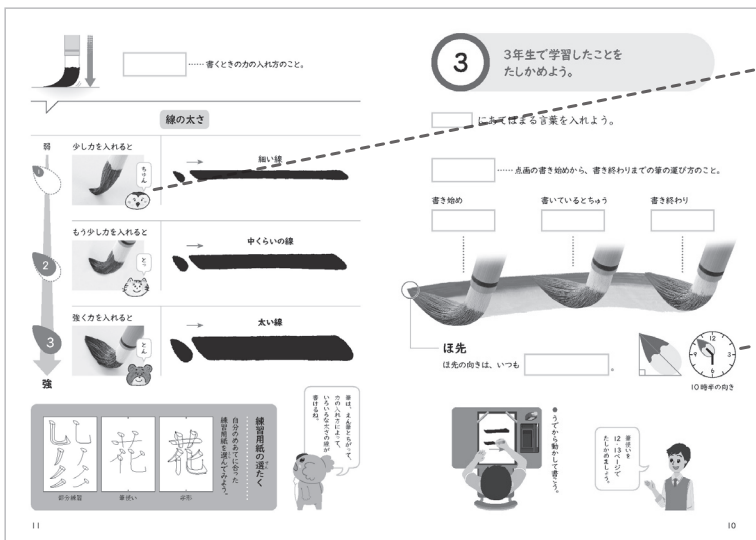 3
3年生で学習したことを
たしかめよう。
にあてはまる言葉を入れよう。
……点画の書き始めから、書き終わりまでの筆の運び方のこと。
書き始め
書いているとちゅう
書き終わり
ほ先
ほ先の向きは、いつも
。
12
3
6
9
10時半の向き
●うでから動かして書こう。
筆使いを
12・13ページで
たしかめましょう。
10
……書くときの力の入れ方のこと。
線の太さ
弱
1
少し力を入れると
ちょん
細い線
2
もう少し力を入れると
とっ
中くらいの線
3
強く力を入れると
とん
太い線
強
筆は、えん筆とちがって、
力の入れ方によって、
いろいろな太さの線が
書けるね。
練習用紙の選たく
自分のめあてに合った
練習用紙を選んでみよう。
花
花
部分練習
筆使い
字形
11